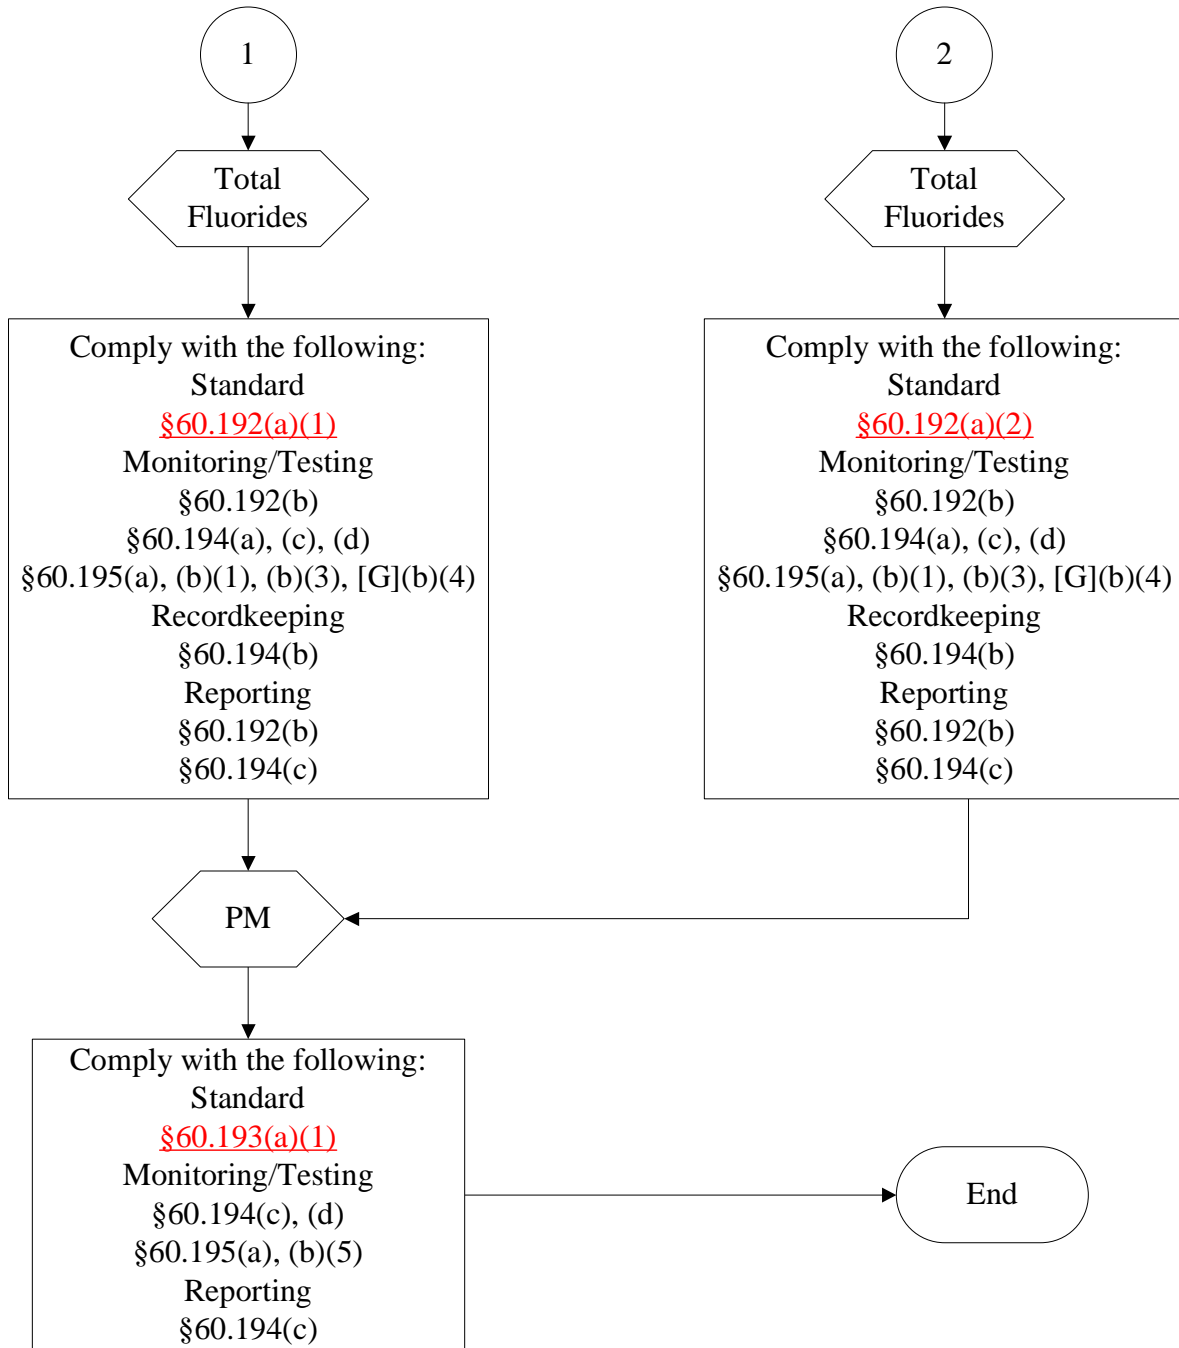 1
Total
Fluorides
Comply with the following:
Standard
§60.192(a)(1)
Monitoring/Testing
§60.192(b)
§60.194(a), (c), (d)
§60.195(a), (b)(1), (b)(3), [G](b)(4)
Recordkeeping
§60.194(b)
Reporting
§60.192(b)
§60.194(c)
2
Total
Fluorides
Comply with the following:
Standard
§60.192(a)(2)
Monitoring/Testing
§60.192(b)
§60.194(a), (c), (d)
§60.195(a), (b)(1), (b)(3), [G](b)(4)
Recordkeeping
§60.194(b)
Reporting
§60.192(b)
§60.194(c)
PM
Comply with the following:
Standard
§60.193(a)(1)
Monitoring/Testing
§60.194(c), (d)
§60.195(a), (b)(5)
Reporting
§60.194(c)
End